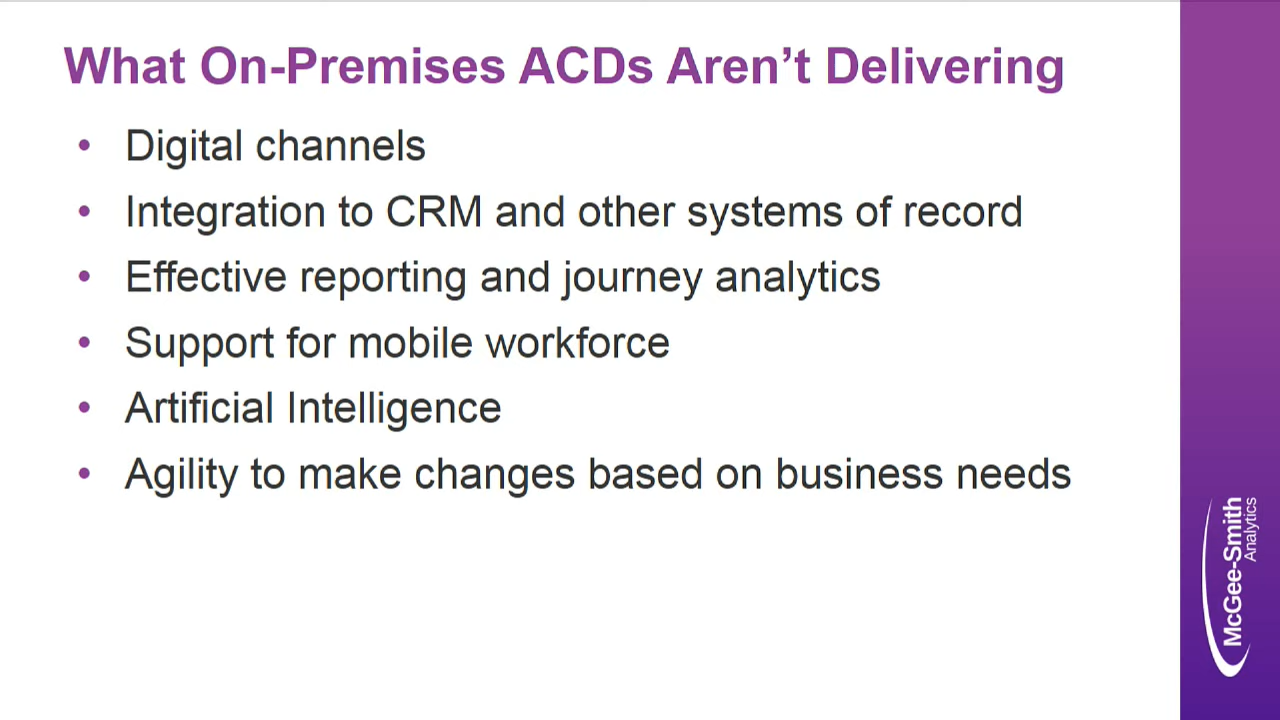 What On-Premises ACDs Aren’t Delivering
• Digital channels
• Integration to CRM and other systems of record
• Effective reporting and journey analytics
• Support for mobile workforce
• Artificial Intelligence
• Agility to make changes based on business needs
McGee-Smith
Analytics